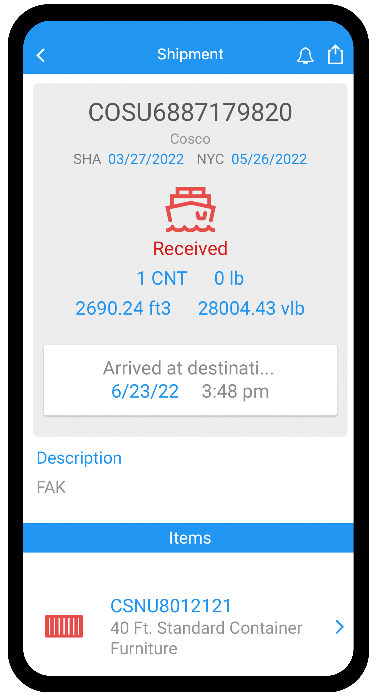 Shipment
COSU6887179820
Cosco
SHA 03/27/2022 NYC 05/26/2022
Received
1 CNT 0 lb
2690.24 ft3 28004.43 vlb
Arrived at destinati...
6/23/22 3:48 pm
Description
FAK
Items
CSNU8012121
40 Ft. Standard Container
Furniture